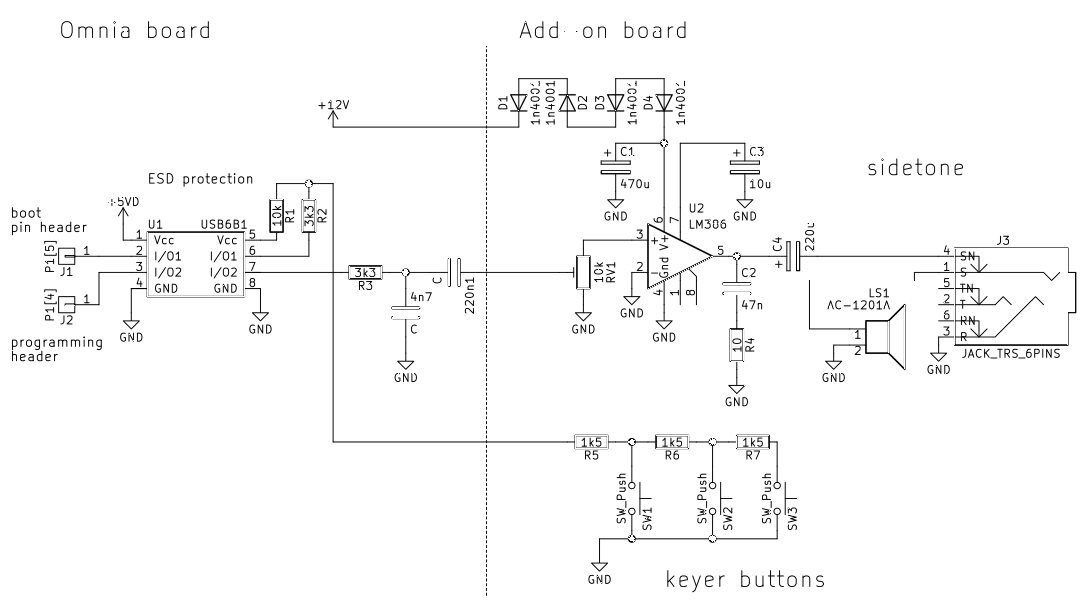 Omnia board
Add-on board
+12V
D1
1n4001
1n4001
D2
D3
1n4001
D4
1n4001
+ C1
470u
GND
+ C3
10u
GND
sidetone
ESD protection
+5VD
boot
pin header
P1[5]
J1
1
P1[4]
J2
1
programming
header
U1 USB6B1
1 Vcc Vcc 5
2 I/O1 I/O1 6
3 I/O2 I/O2 7
4 GND GND 8
GND
GND
10k
R1
3k3
R2
3k3
R3
4n7
C
GND
C
220n1
10k
RV1
GND
U2
LM386
3 +
2 -
6 V+
7
Gnd
4
1
8
5
GND
GND
C2
47n
10
R4
GND
C4
+
220u
LS1
AC-1201A
1
2
GND
J3
4 SN
1 S
5 TN
2 T
6 RN
3 R
JACK_TRS_6PINS
GND
1k5
R5
1k5
R6
1k5
R7
SW_Push
SW1
SW_Push
SW2
SW_Push
SW3
GND
keyer buttons